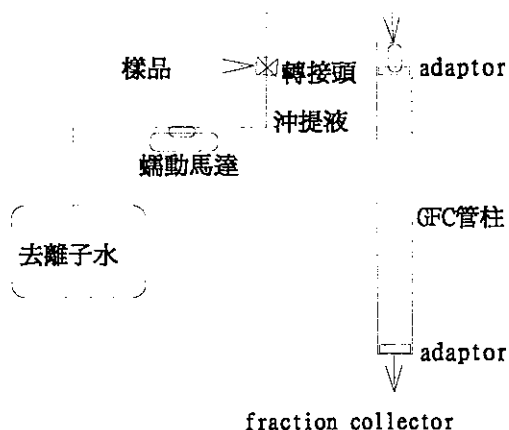 樣品
轉接頭
adaptor
沖提液
蠕動馬達
GFC管柱
去離子水
adaptor
fraction collector